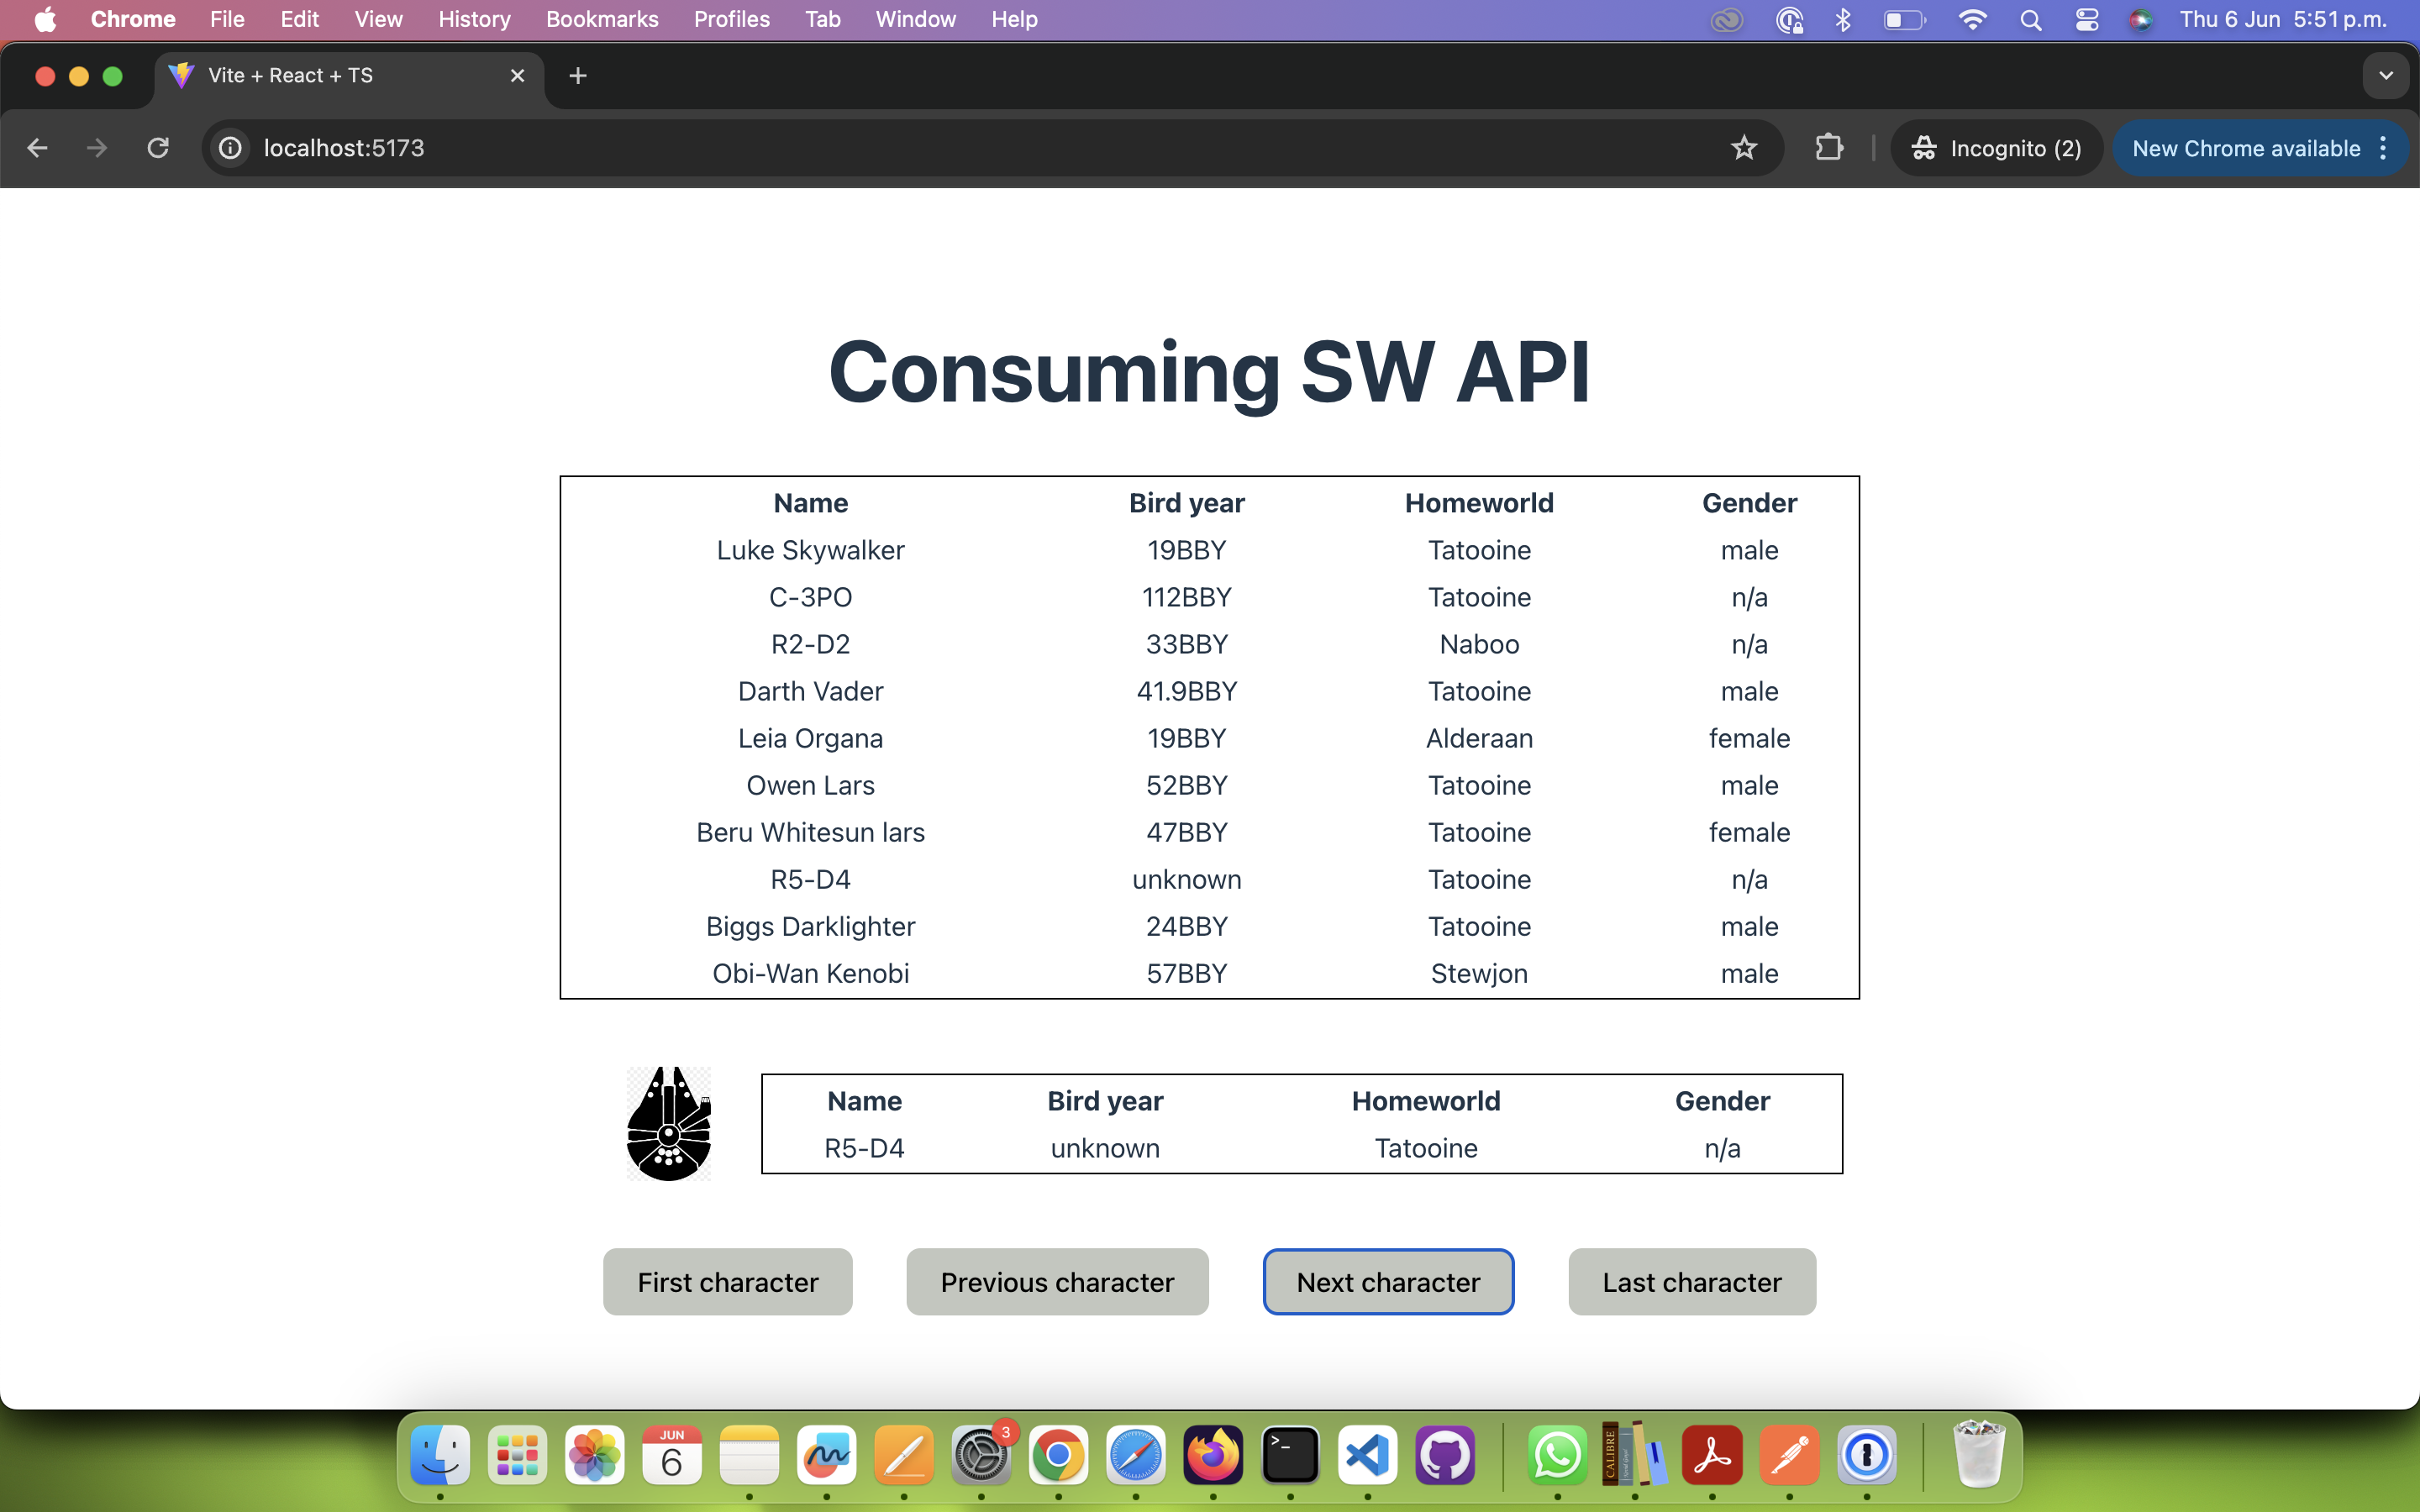 Chrome File Edit View History Bookmarks Profiles Tab Window Help Thu 6 Jun 5:51 p.m.
Vite + React + TS
localhost:5173 Incognito (2) New Chrome available
Consuming SW API
Name Bird year Homeworld Gender
Luke Skywalker 19BBY Tatooine male
C-3PO 112BBY Tatooine n/a
R2-D2 33BBY Naboo n/a
Darth Vader 41.9BBY Tatooine male
Leia Organa 19BBY Alderaan female
Owen Lars 52BBY Tatooine male
Beru Whitesun lars 47BBY Tatooine female
R5-D4 unknown Tatooine n/a
Biggs Darklighter 24BBY Tatooine male
Obi-Wan Kenobi 57BBY Stewjon male
Name Bird year Homeworld Gender
R5-D4 unknown Tatooine n/a
First character Previous character Next character Last character
JUN 3
6 >_ CALIBRE